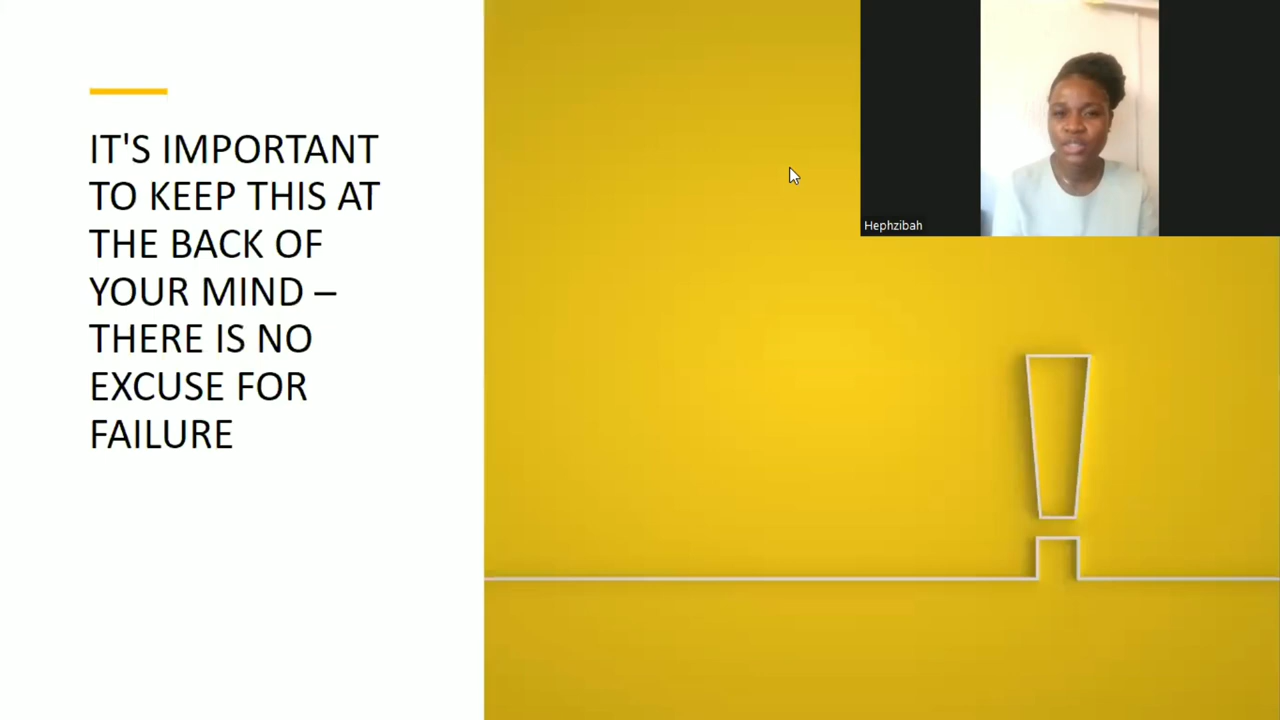 IT'S IMPORTANT
TO KEEP THIS AT
THE BACK OF
YOUR MIND –
THERE IS NO
EXCUSE FOR
FAILURE
Hephzibah